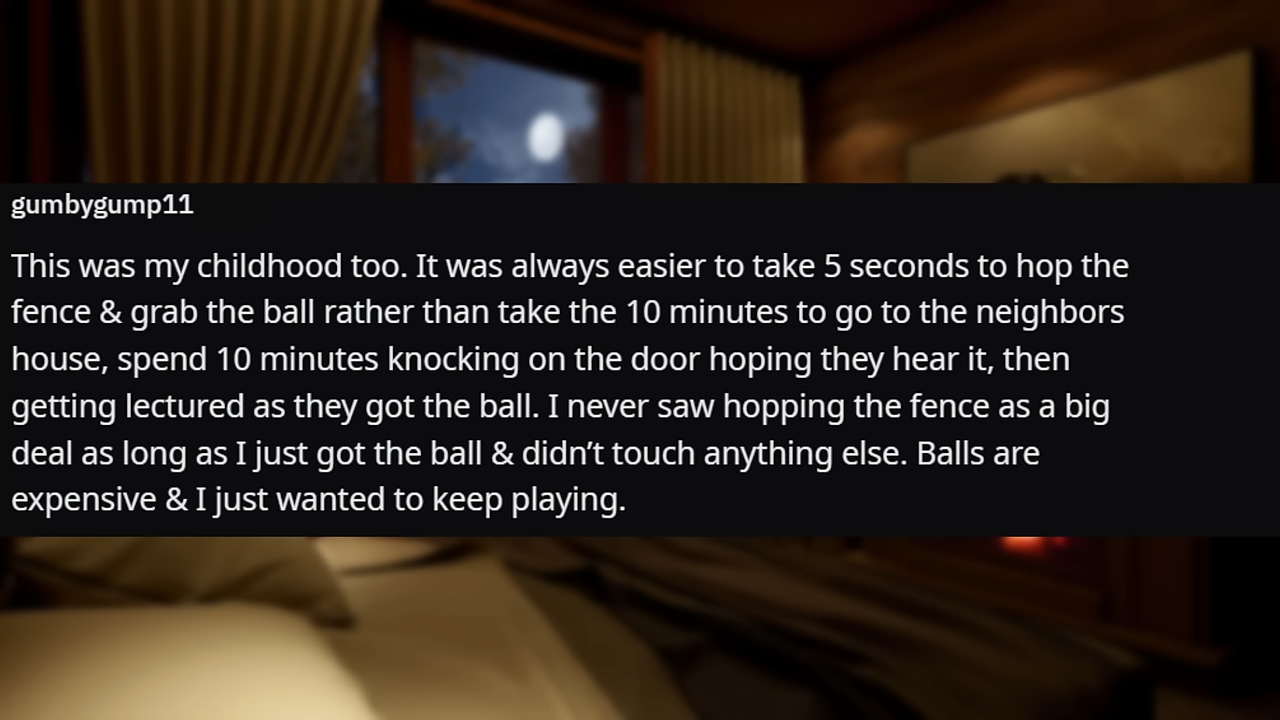 gumbygump11
This was my childhood too. It was always easier to take 5 seconds to hop the
fence & grab the ball rather than take the 10 minutes to go to the neighbors
house, spend 10 minutes knocking on the door hoping they hear it, then
getting lectured as they got the ball. I never saw hopping the fence as a big
deal as long as I just got the ball & didn’t touch anything else. Balls are
expensive & I just wanted to keep playing.